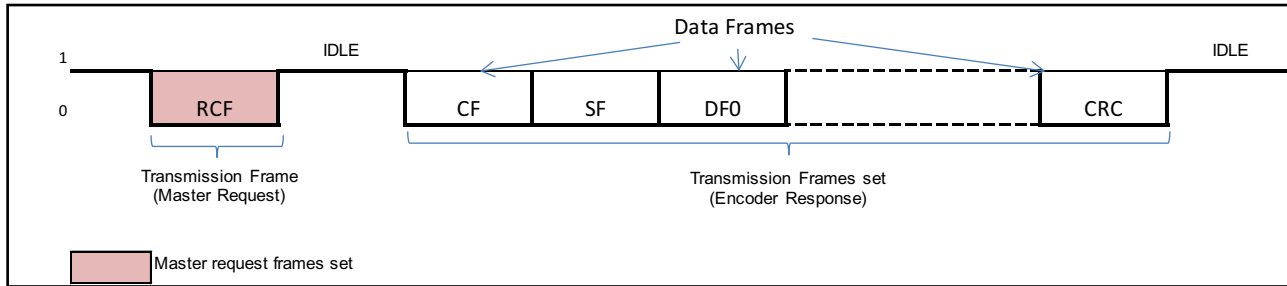 Data Frames
IDLE
IDLE
1
0
RCF
CF
SF
DF0
CRC
Transmission Frame
(Master Request)
Transmission Frames set
(Encoder Response)
Master request frames set